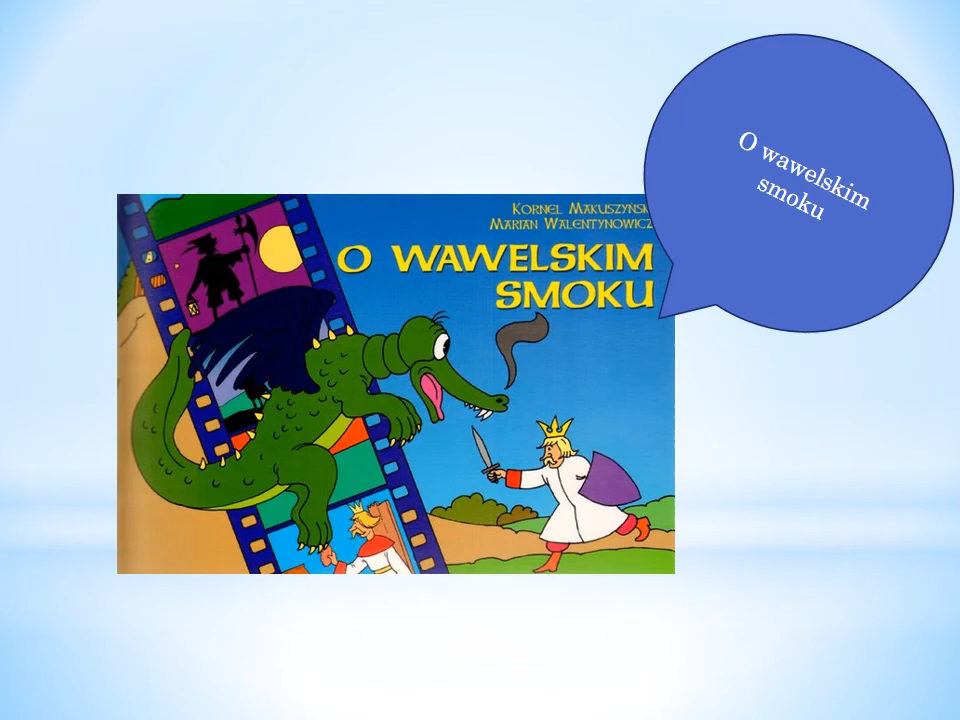 O wawelskim
smoku
KORNEL MAKUSZYŃSKI
MARIAN WALENTYNOWICZ
O WAWELSKIM
SMOKU